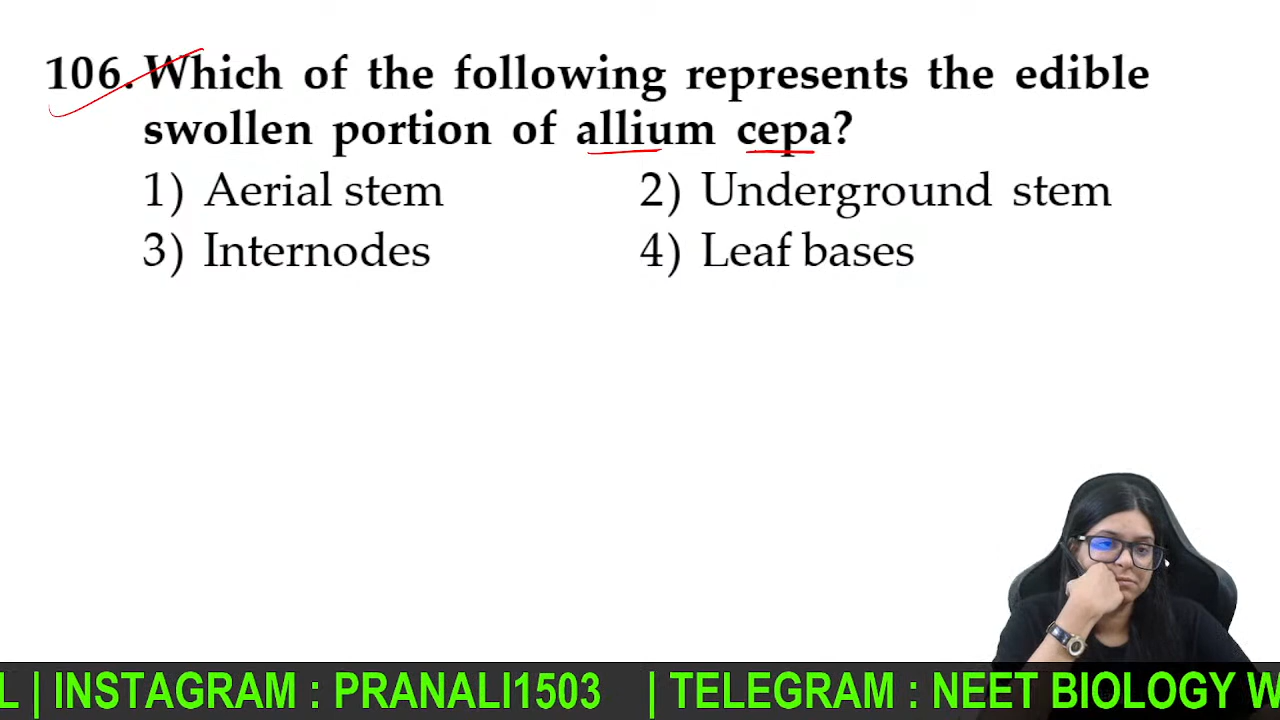 106. Which of the following represents the edible
swollen portion of allium cepa?
1) Aerial stem 2) Underground stem
3) Internodes 4) Leaf bases
L | INSTAGRAM : PRANALI1503 | TELEGRAM : NEET BIOLOGY W